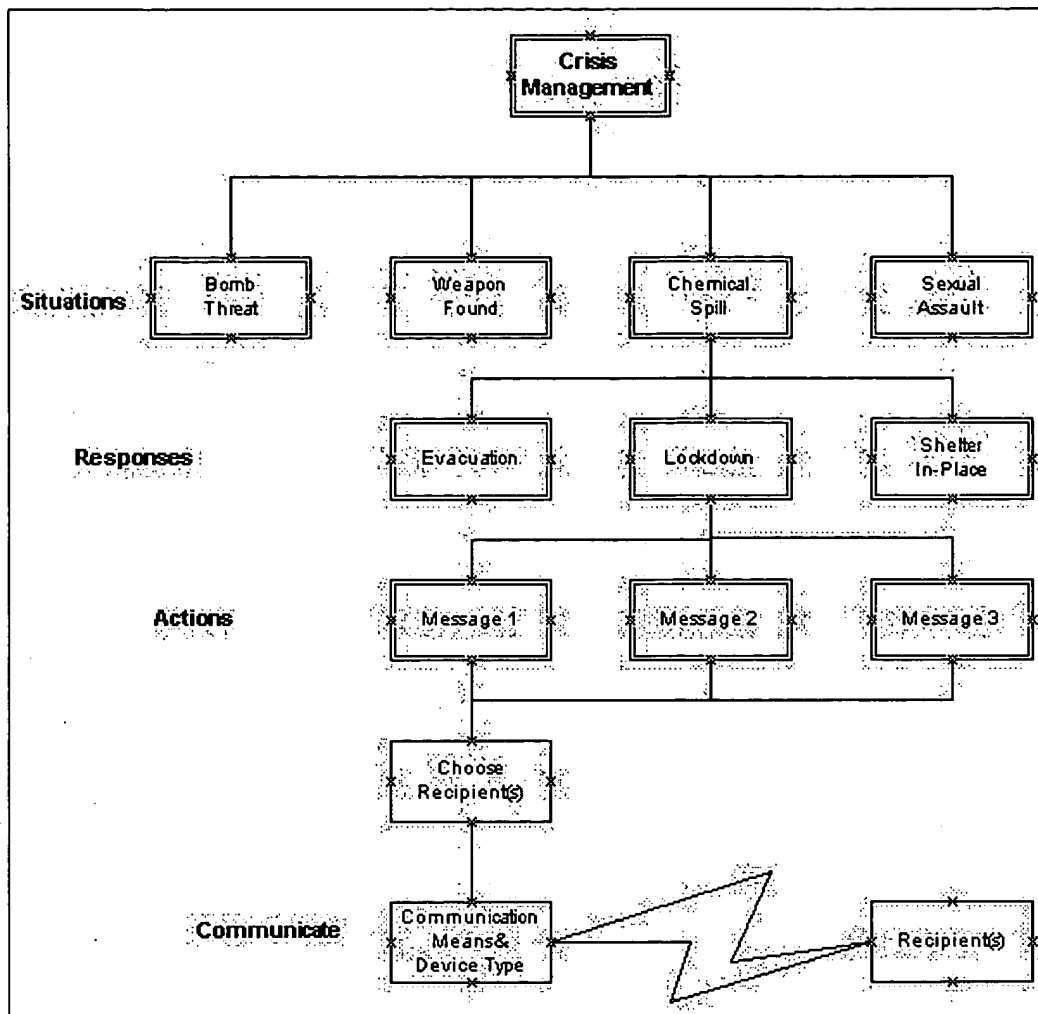 Crisis
Management
Situations
Bomb
Threat
Weapon
Found
Chemical
Spill
Sexual
Assault
Responses
Evacuation
Lockdown
Shelter
In-Place
Actions
Message 1
Message 2
Message 3
Choose
Recipient(s)
Communicate
Communication
Means&
Device Type
Recipient(s)